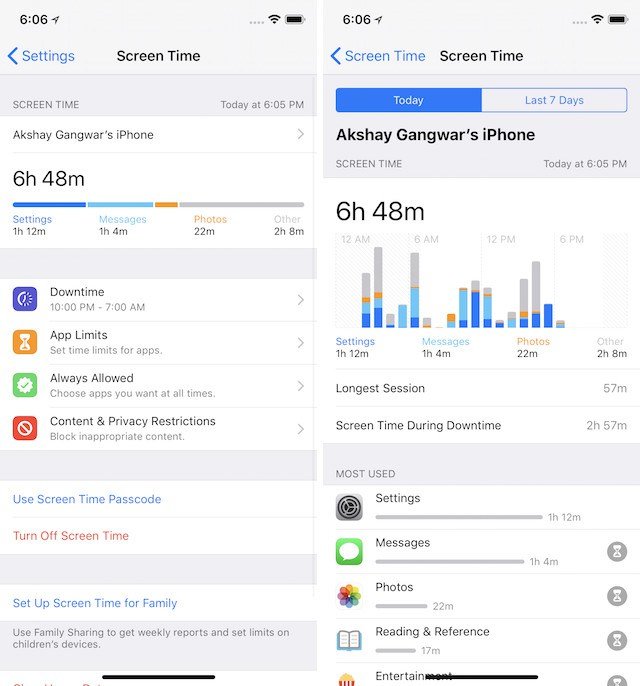 6:06
Settings
Screen Time
SCREEN TIME
Today at 6:05 PM
Akshay Gangwar's iPhone
6h 48m
Settings
Messages
Photos
Other
1h 12m
1h 4m
22m
2h 8m
Downtime
10:00 PM - 7:00 AM
App Limits
Set time limits for apps.
Always Allowed
Choose apps you want at all times.
Content & Privacy Restrictions
Block inappropriate content.
Use Screen Time Passcode
Turn Off Screen Time
Set Up Screen Time for Family
Use Family Sharing to get weekly reports and set limits on
children's devices.
6:06
Screen Time
Screen Time
Today
Last 7 Days
Akshay Gangwar's iPhone
SCREEN TIME
Today at 6:05 PM
6h 48m
12 AM
6 AM
12 PM
6 PM
Settings
Messages
Photos
Other
1h 12m
1h 4m
22m
2h 8m
Longest Session
57m
Screen Time During Downtime
2h 57m
MOST USED
Settings
1h 12m
Messages
1h 4m
Photos
22m
Reading & Reference
17m
Entertainment